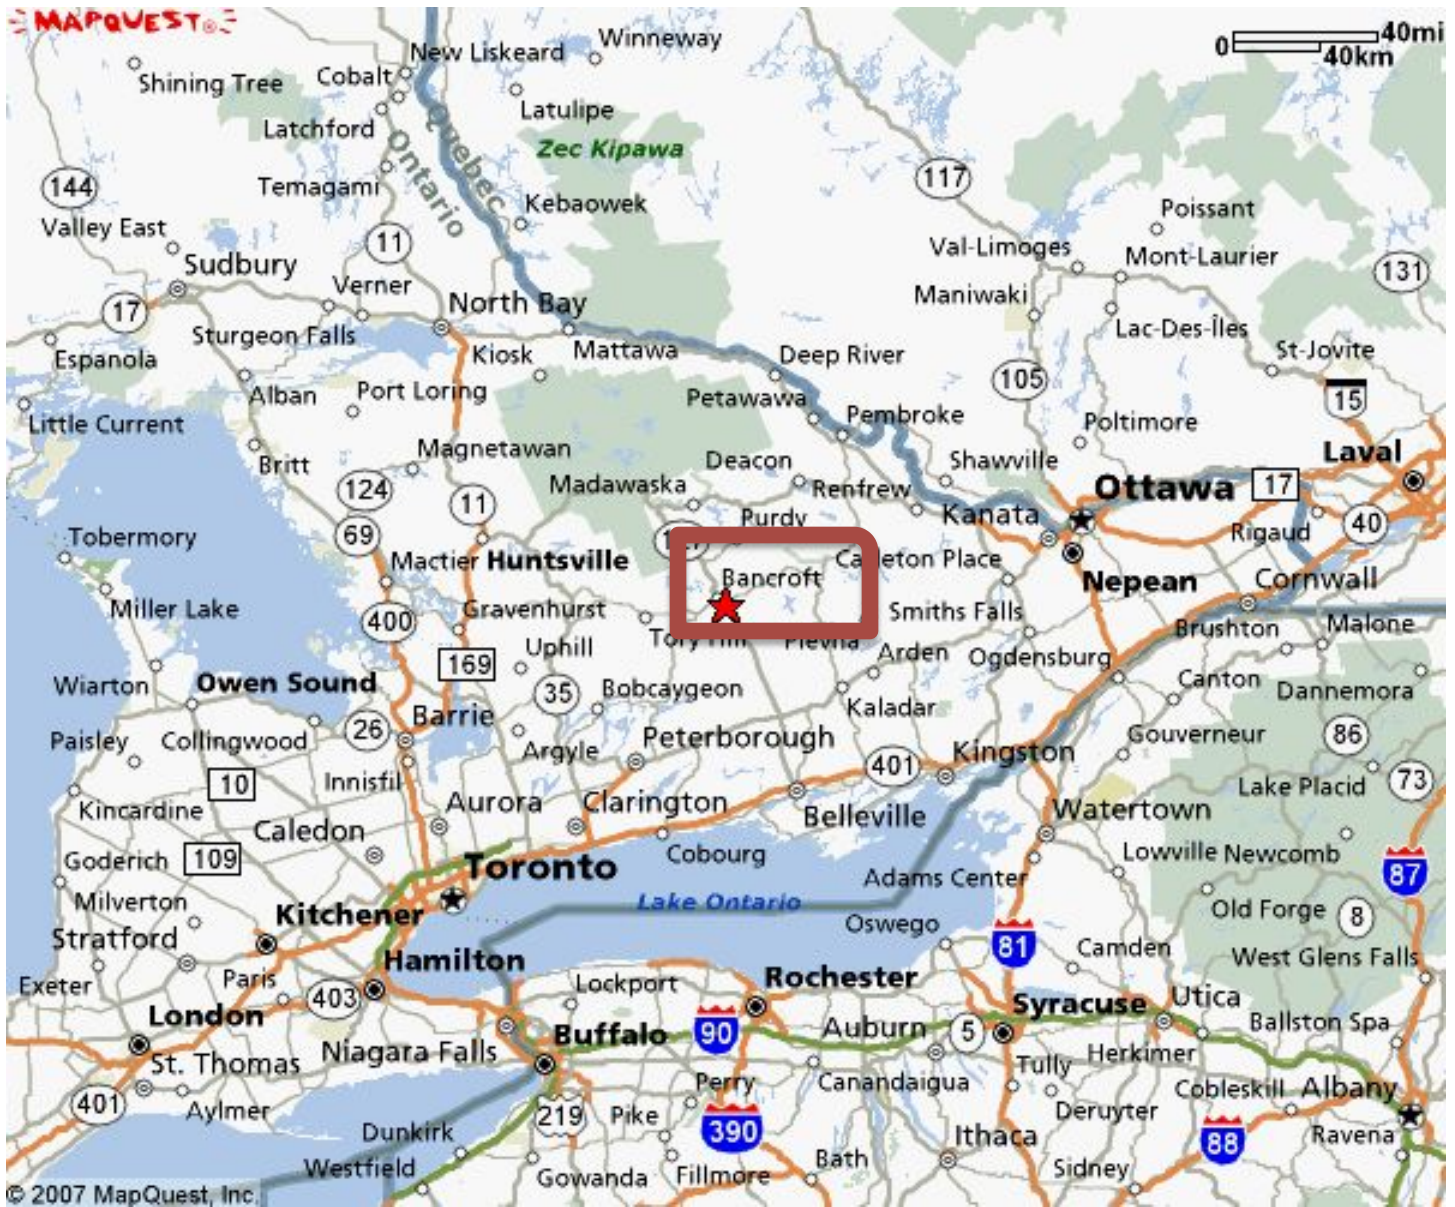 MAPQUEST
40mi
0
40km
Winneway
New Liskeard
Cobalt
Shining Tree
Latulipe
Latchford
Quebec
Ontario
Zec Kipawa
117
144
Temagami
Kebaowek
Poissant
Valley East
11
Val-Limoges
Mont-Laurier
131
Sudbury
Verner
North Bay
Maniwaki
17
Sturgeon Falls
Lac-Des-Îles
Espanola
Kiosk
Mattawa
Deep River
St-Jovite
Alban
Port Loring
Petawawa
Pembroke
105
15
Little Current
Poltimore
Magnetawan
Britt
Deacon
Shawville
Laval
124
Madawaska
Renfrew
Ottawa
17
11
Purdy
Kanata
69
Rigaud
40
Tobermory
Mactier
Huntsville
Carleton Place
Bancroft
Nepean
Cornwall
Miller Lake
Gravenhurst
Smiths Falls
400
Brushton
Malone
Tory Hill
Plevna
Uphill
Arden
Ogdensburg
169
Wiarton
Owen Sound
35
Bobcaygeon
Canton
Dannemora
Kaladar
26
Barrie
Paisley
Collingwood
Argyle
Peterborough
Gouverneur
86
401
Kingston
10
Innisfil
Lake Placid
73
Kincardine
Aurora
Clarington
Belleville
Watertown
Caledon
Goderich
109
Cobourg
Lowville
Newcomb
Toronto
Adams Center
87
Milverton
Lake Ontario
Old Forge
8
Kitchener
Oswego
Stratford
81
Camden
Hamilton
West Glens Falls
Exeter
Paris
403
Lockport
Rochester
Syracuse
Utica
London
90
Auburn
5
Ballston Spa
Buffalo
Niagara Falls
Herkimer
St. Thomas
Tully
Perry
Canandaigua
Cobleskill
Albany
401
Aylmer
219
Pike
Deruyter
Dunkirk
390
Ithaca
88
Ravena
Westfield
Gowanda
Fillmore
Bath
Sidney
© 2007 MapQuest, Inc.